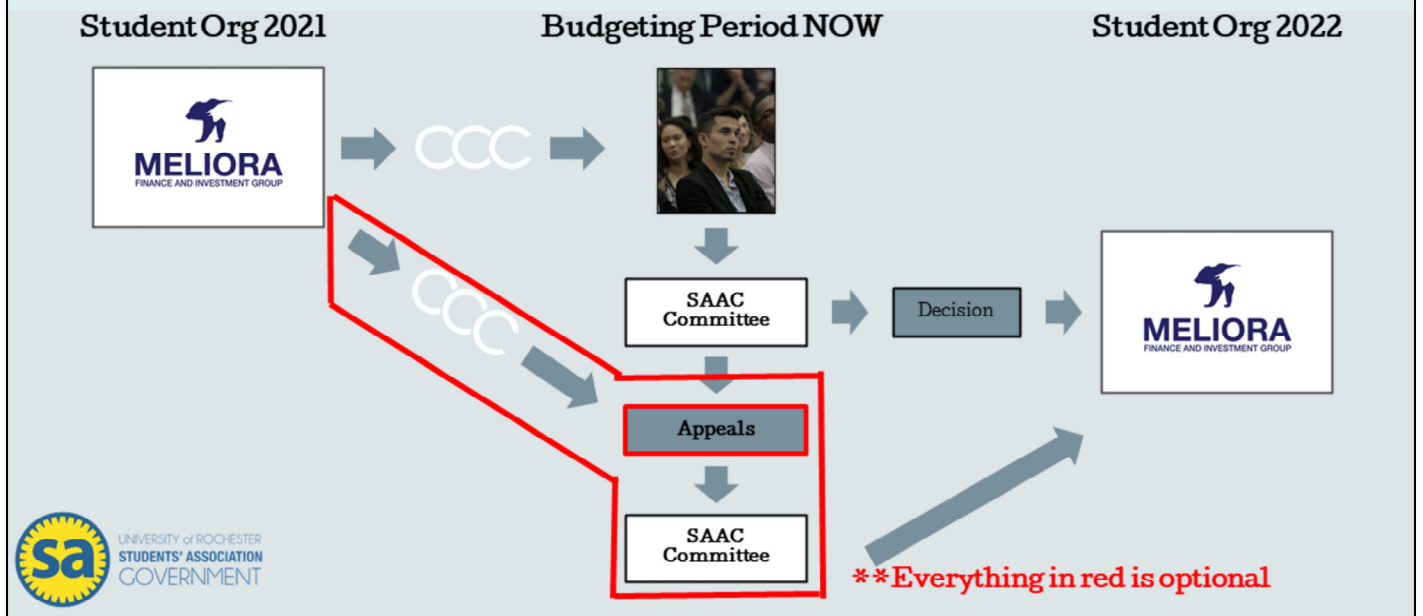 Student Org 2021
Budgeting Period NOW
Student Org 2022
MELIORA
FINANCE AND INVESTMENT GROUP
CCC
CCC
SAAC
Committee
Decision
MELIORA
FINANCE AND INVESTMENT GROUP
Appeals
SAAC
Committee
**Everything in red is optional
sa
UNIVERSITY of ROCHESTER
STUDENTS' ASSOCIATION
GOVERNMENT